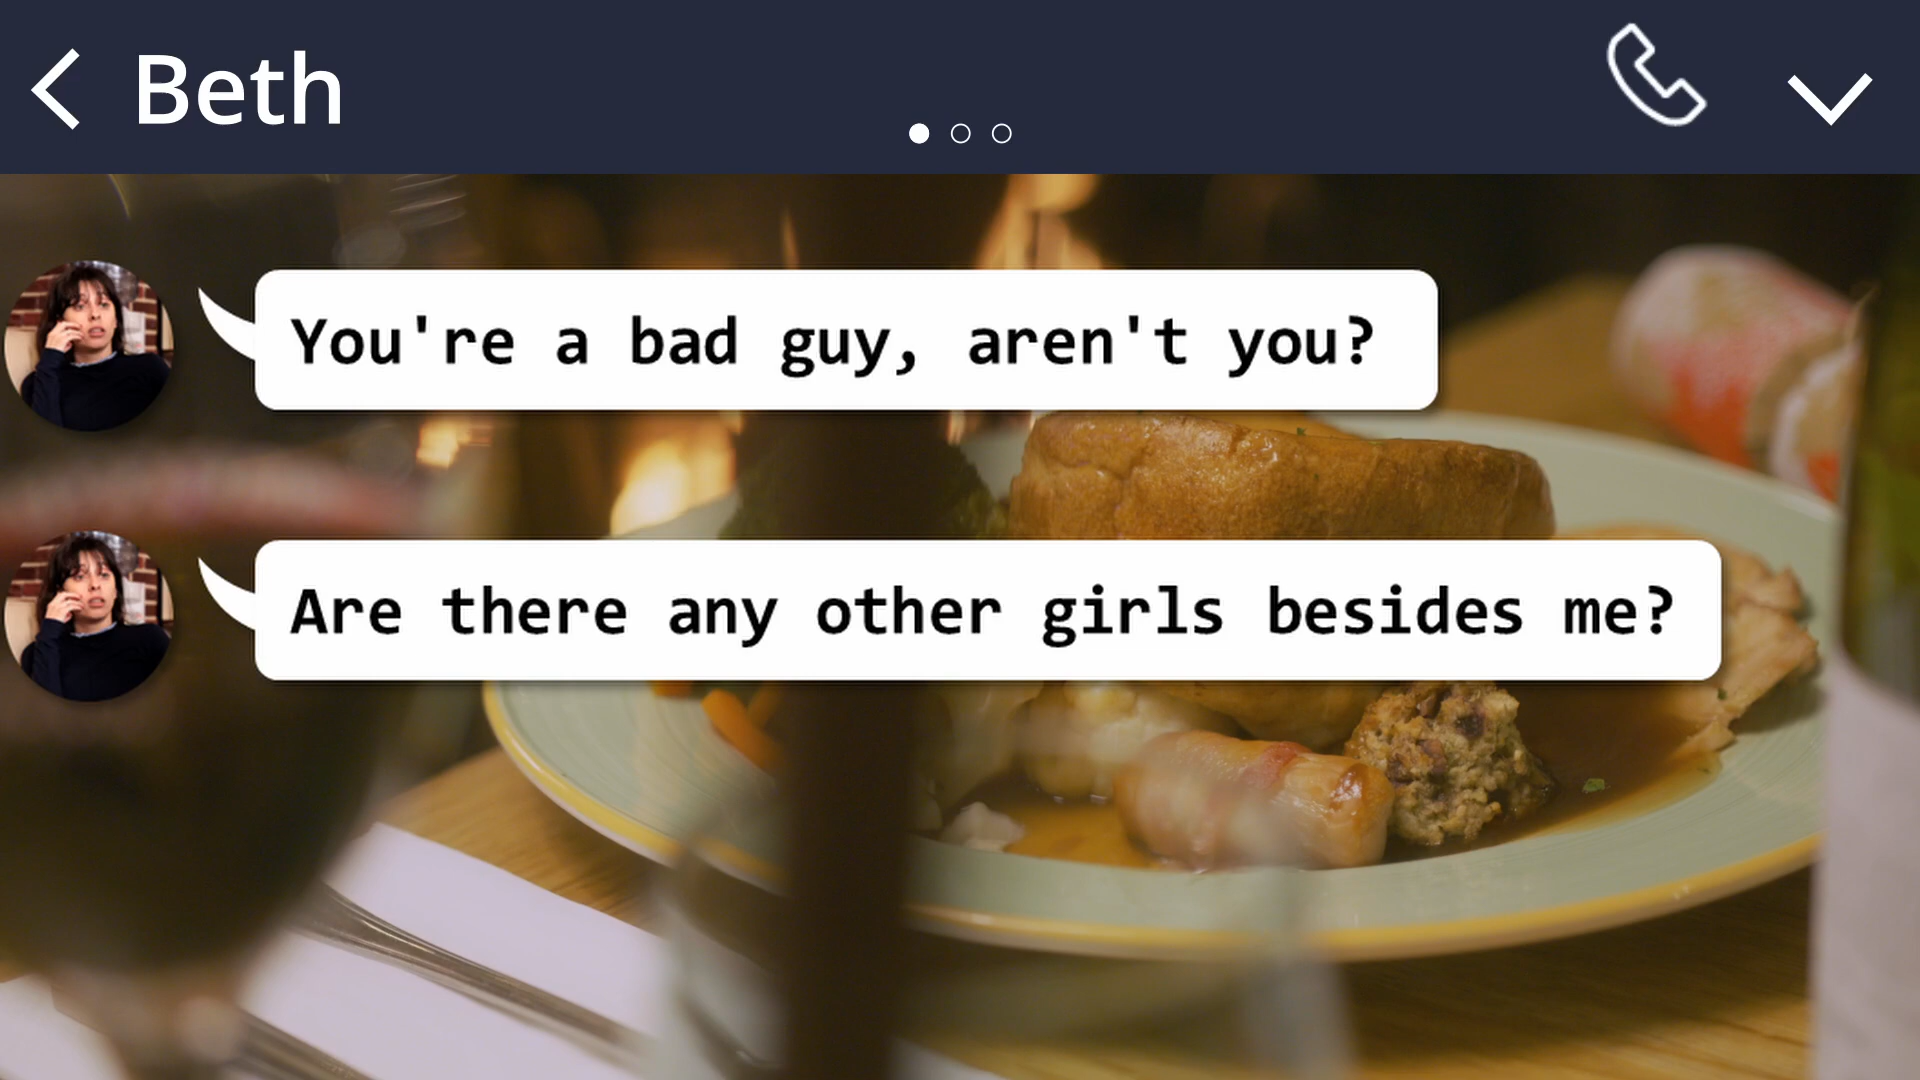 Beth
You're a bad guy, aren't you?
Are there any other girls besides me?